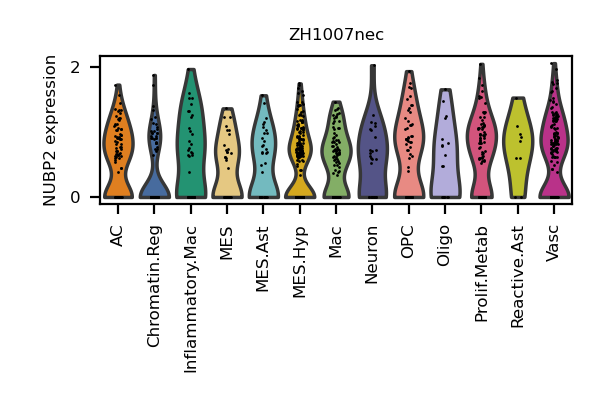 ZH1007nec
NUBP2 expression
2
0
AC
Chromatin.Reg
Inflammatory.Mac
MES
MES.Ast
MES.Hyp
Mac
Neuron
OPC
Oligo
Prolif.Metab
Reactive.Ast
Vasc